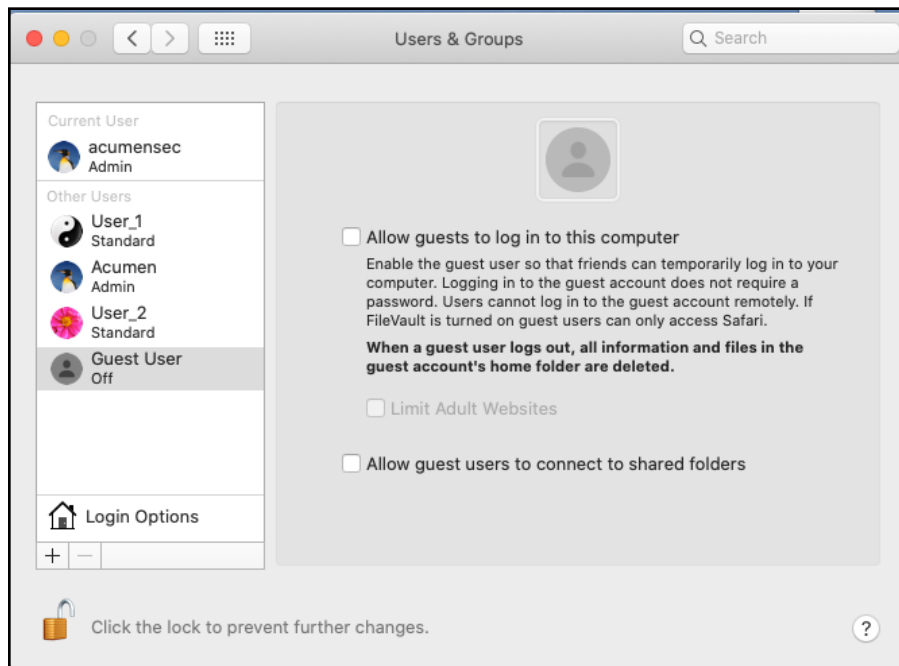 Users & Groups
Search
Current User
acumensec
Admin
Other Users
User_1
Standard
Acumen
Admin
User_2
Standard
Guest User
Off
Login Options
Allow guests to log in to this computer
Enable the guest user so that friends can temporarily log in to your
computer. Logging in to the guest account does not require a
password. Users cannot log in to the guest account remotely. If
FileVault is turned on guest users can only access Safari.
When a guest user logs out, all information and files in the
guest account's home folder are deleted.
Limit Adult Websites
Allow guest users to connect to shared folders
Click the lock to prevent further changes.
?